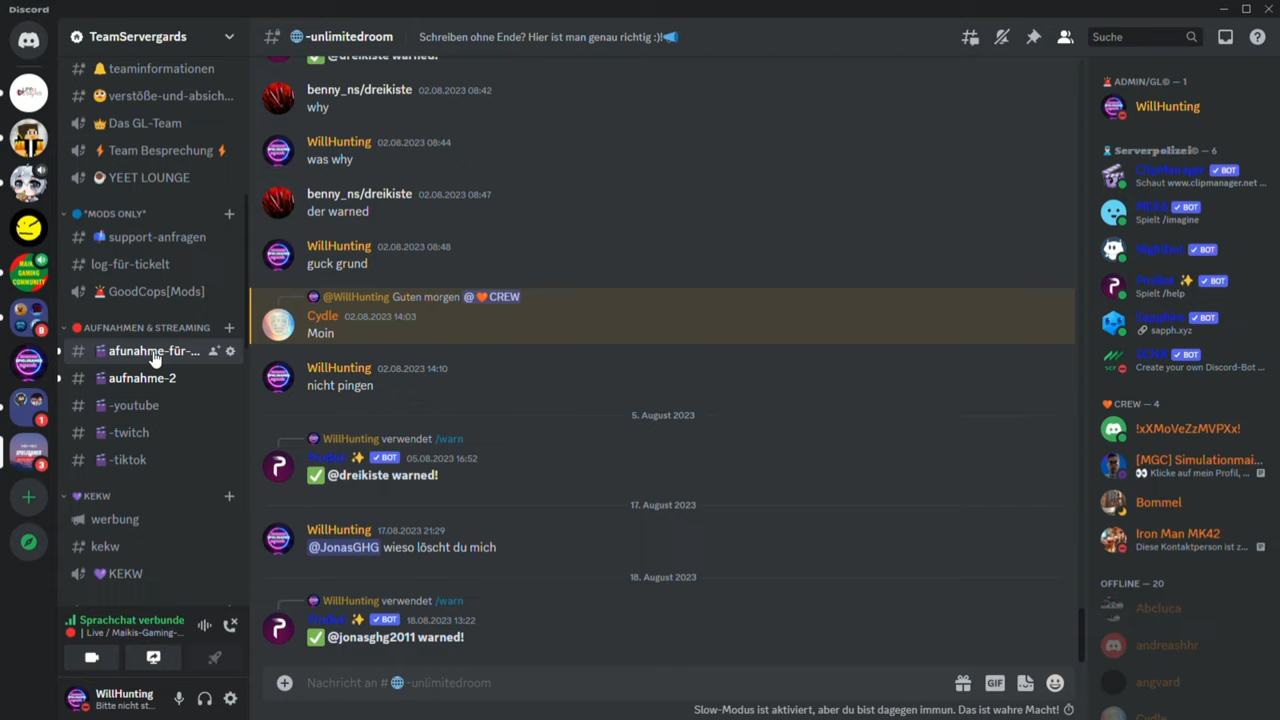 Discord
TeamServergards
teaminformationen
verstöße-und-absich...
Das GL-Team
Team Besprechung
YEET LOUNGE
*MODS ONLY*
support-anfragen
log-für-tickelt
GoodCops[Mods]
AUFNAHMEN & STREAMING
afunahme-für-...
aufnahme-2
-youtube
-twitch
-tiktok
KEKW
werbung
kekw
KEKW
Sprachchat verbunde
| Live / Maikis-Gaming-...
WillHunting
Bitte nicht st...
-unlimitedroom
Schreiben ohne Ende? Hier ist man genau richtig :)!
Suche
@dreikiste warned!
benny_ns/dreikiste 02.08.2023 08:42
why
WillHunting 02.08.2023 08:44
was why
benny_ns/dreikiste 02.08.2023 08:47
der warned
WillHunting 02.08.2023 08:48
guck grund
@WillHunting Guten morgen @🧡CREW
Cydle 02.08.2023 14:03
Moin
WillHunting 02.08.2023 14:10
nicht pingen
5. August 2023
WillHunting verwendet /warn
ProBot ✨ BOT 05.08.2023 16:52
@dreikiste warned!
17. August 2023
WillHunting 17.08.2023 21:29
@JonasGHG wieso löscht du mich
18. August 2023
WillHunting verwendet /warn
ProBot ✨ BOT 18.08.2023 13:22
@jonasghg2011 warned!
Nachricht an #🌐-unlimitedroom
GIF
Slow-Modus ist aktiviert, aber du bist dagegen immun. Das ist wahre Macht!
ADMIN/GL© — 1
WillHunting
Serverpolizei© — 6
ClipManager BOT
Schaut www.clipmanager.net ...
MEE6 BOT
Spielt /imagine
Nightbot BOT
ProBot ✨ BOT
Spielt /help
Sapphire BOT
sapph.xyz
BOT
Create your own Discord-Bot ...
CREW — 4
!xXMoVeZzMVPXx!
[MGC] Simulationmai...
👀 Klicke auf mein Profil, ...
Bommel
Iron Man MK42
Diese Kontaktperson ist z...
OFFLINE — 20
Abcluca
andreashhr
angvard
Cydle